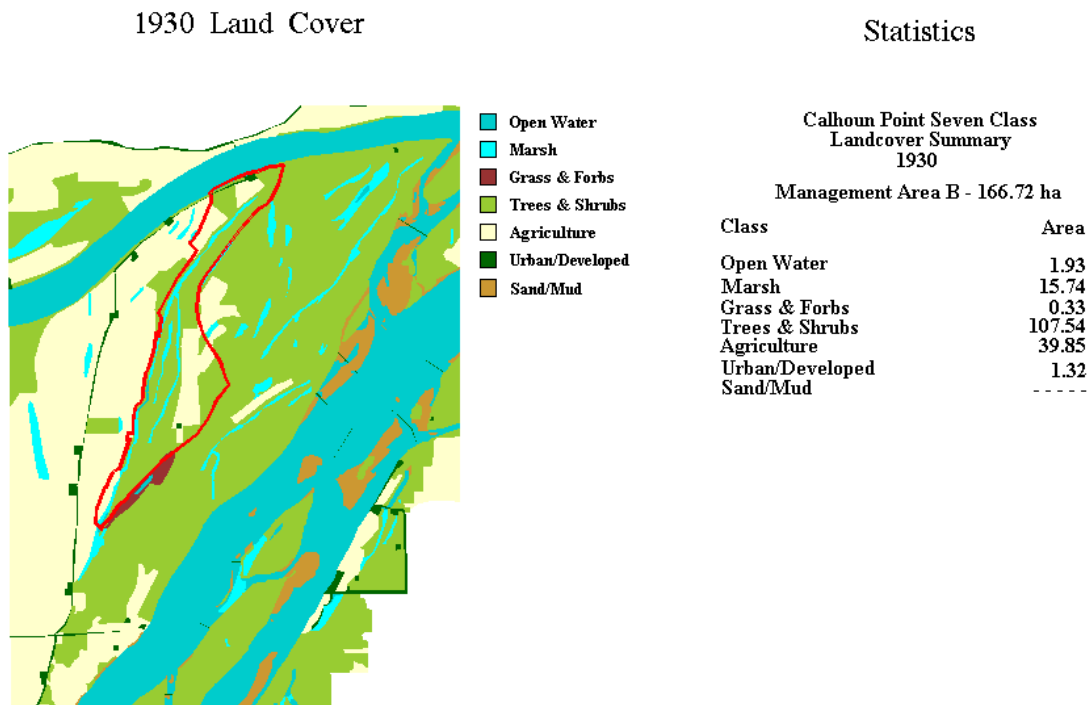 1930 Land Cover
Open Water
Marsh
Grass & Forbs
Trees & Shrubs
Agriculture
Urban/Developed
Sand/Mud
Statistics
Calhoun Point Seven Class
Landcover Summary
1930
Management Area B - 166.72 ha
Class Area
Open Water 1.93
Marsh 15.74
Grass & Forbs 0.33
Trees & Shrubs 107.54
Agriculture 39.85
Urban/Developed 1.32
Sand/Mud - - - - -